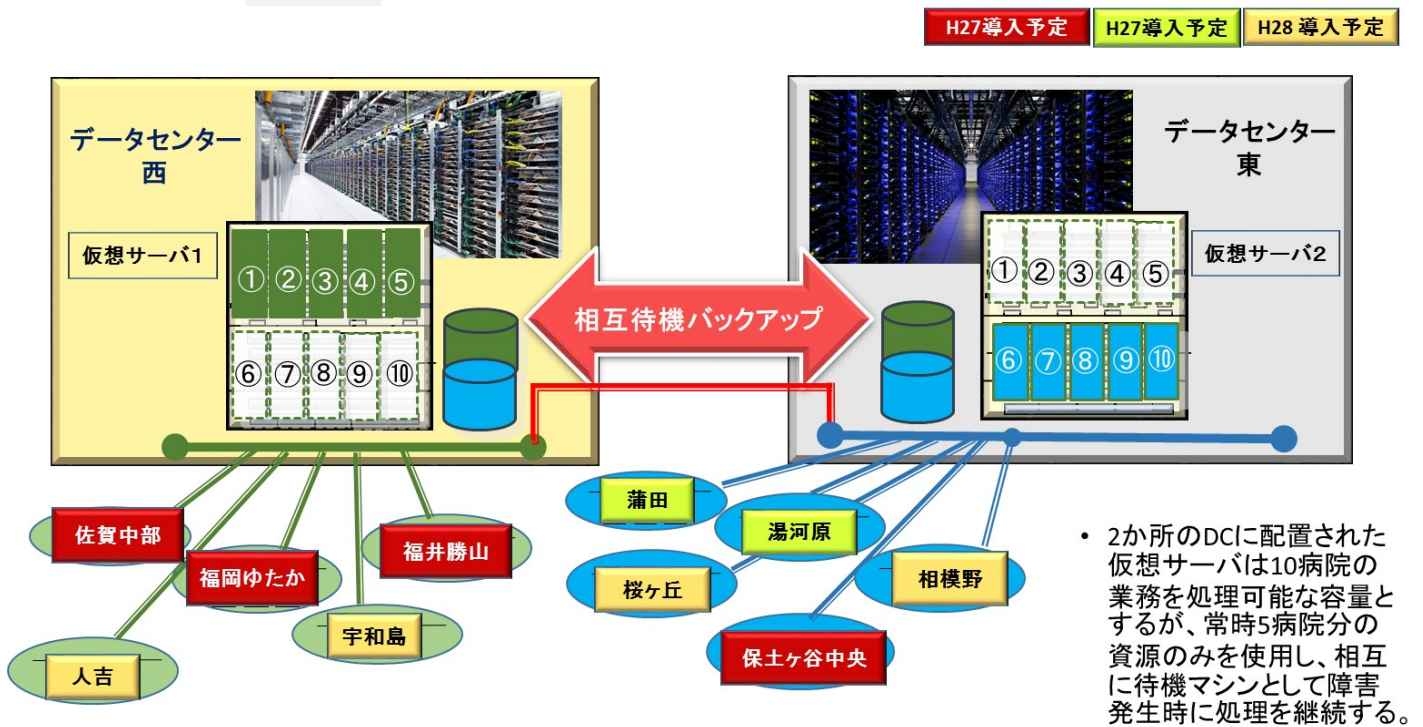 H27導入予定
H27導入予定
H28 導入予定
データセンター
西
仮想サーバ1
①②③④⑤
⑥⑦⑧⑨⑩
相互待機バックアップ
データセンター
東
仮想サーバ2
①②③④⑤
⑥⑦⑧⑨⑩
佐賀中部
福岡ゆたか
福井勝山
宇和島
人吉
蒲田
湯河原
桜ヶ丘
相模野
保土ヶ谷中央
• 2か所のDCに配置された
仮想サーバは10病院の
業務を処理可能な容量と
するが、常時5病院分の
資源のみを使用し、相互
に待機マシンとして障害
発生時に処理を継続する。